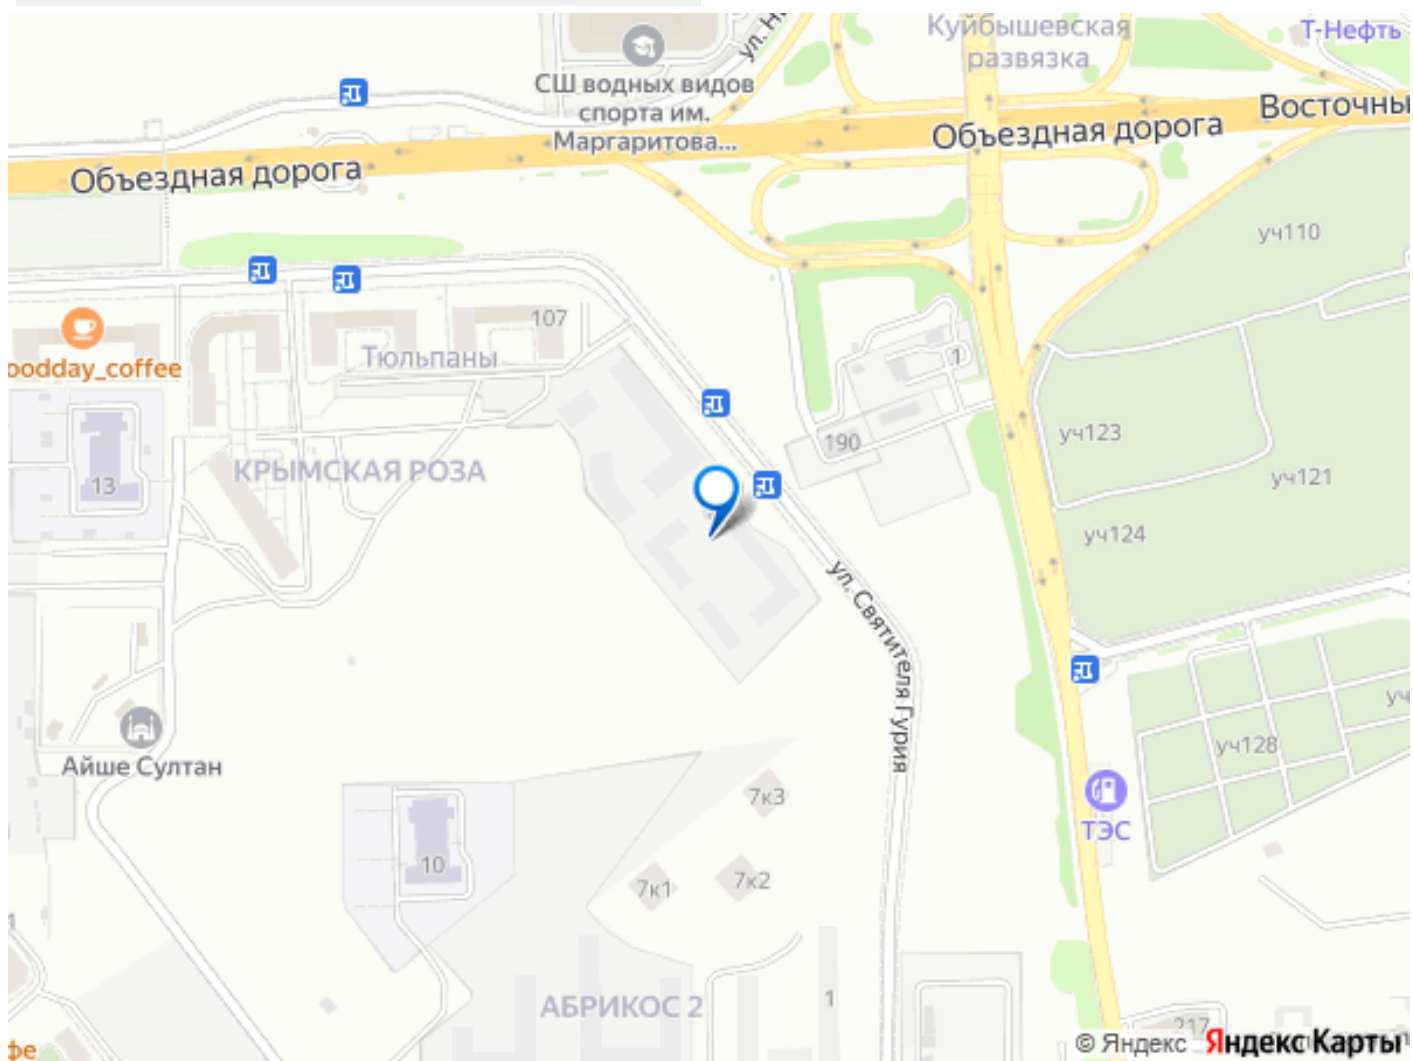 Куйбышевская
развязка
Т-Нефть
СШ водных видов
спорта им.
Маргаритова...
Восточны
Объездная дорога
Объездная дорога
уч110
107
oodday_coffee
Тюльпаны
1
190
уч123
КРЫМСКАЯ РОЗА
13
уч121
уч124
ул. Святителя Гурия
Айше Султан
уч128
7к3
ТЭС
10
7к1
7к2
АБРИКОС 2
1
217
фе
© Яндекс Яндекс Карты